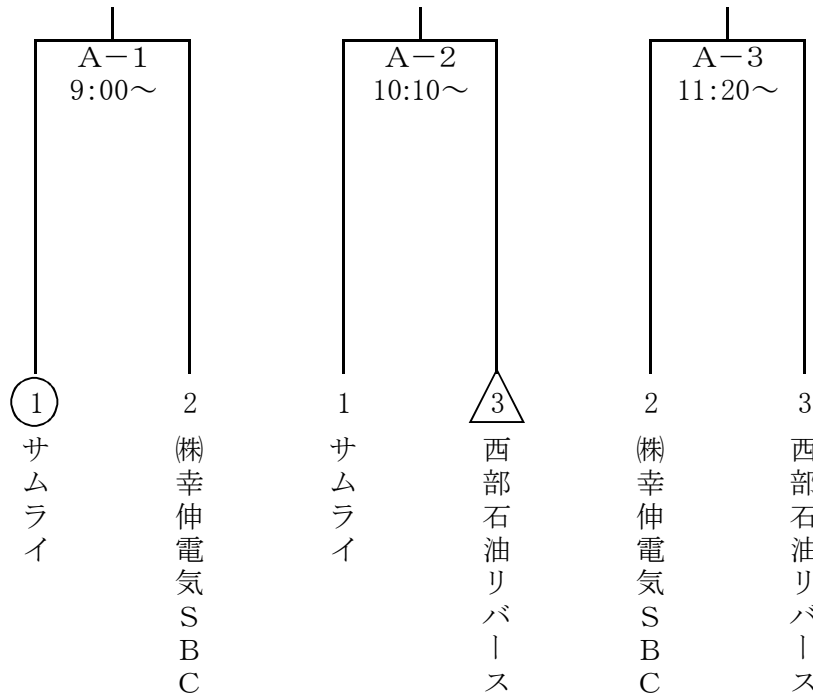 A－1
9:00～
A－2
10:10～
A－3
11:20～
1
2
1
3
2
3
サムライ
㈱幸伸電気SBC
サムライ
西部石油リバース
㈱幸伸電気SBC
西部石油リバース